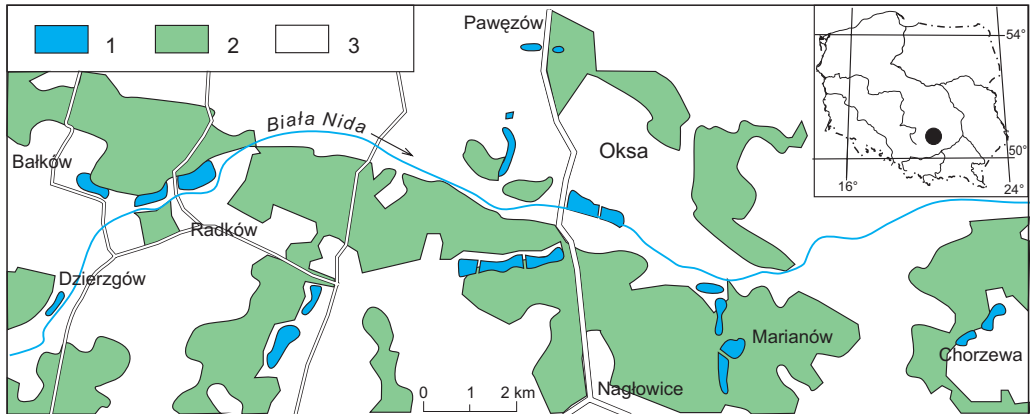 1
2
3
Pawęzów
54°
50°
16°
24°
Biała Nida
Oksa
Bałków
Radków
Dzierzgów
Marianów
Chorzewa
0 1 2 km
Nagłowice